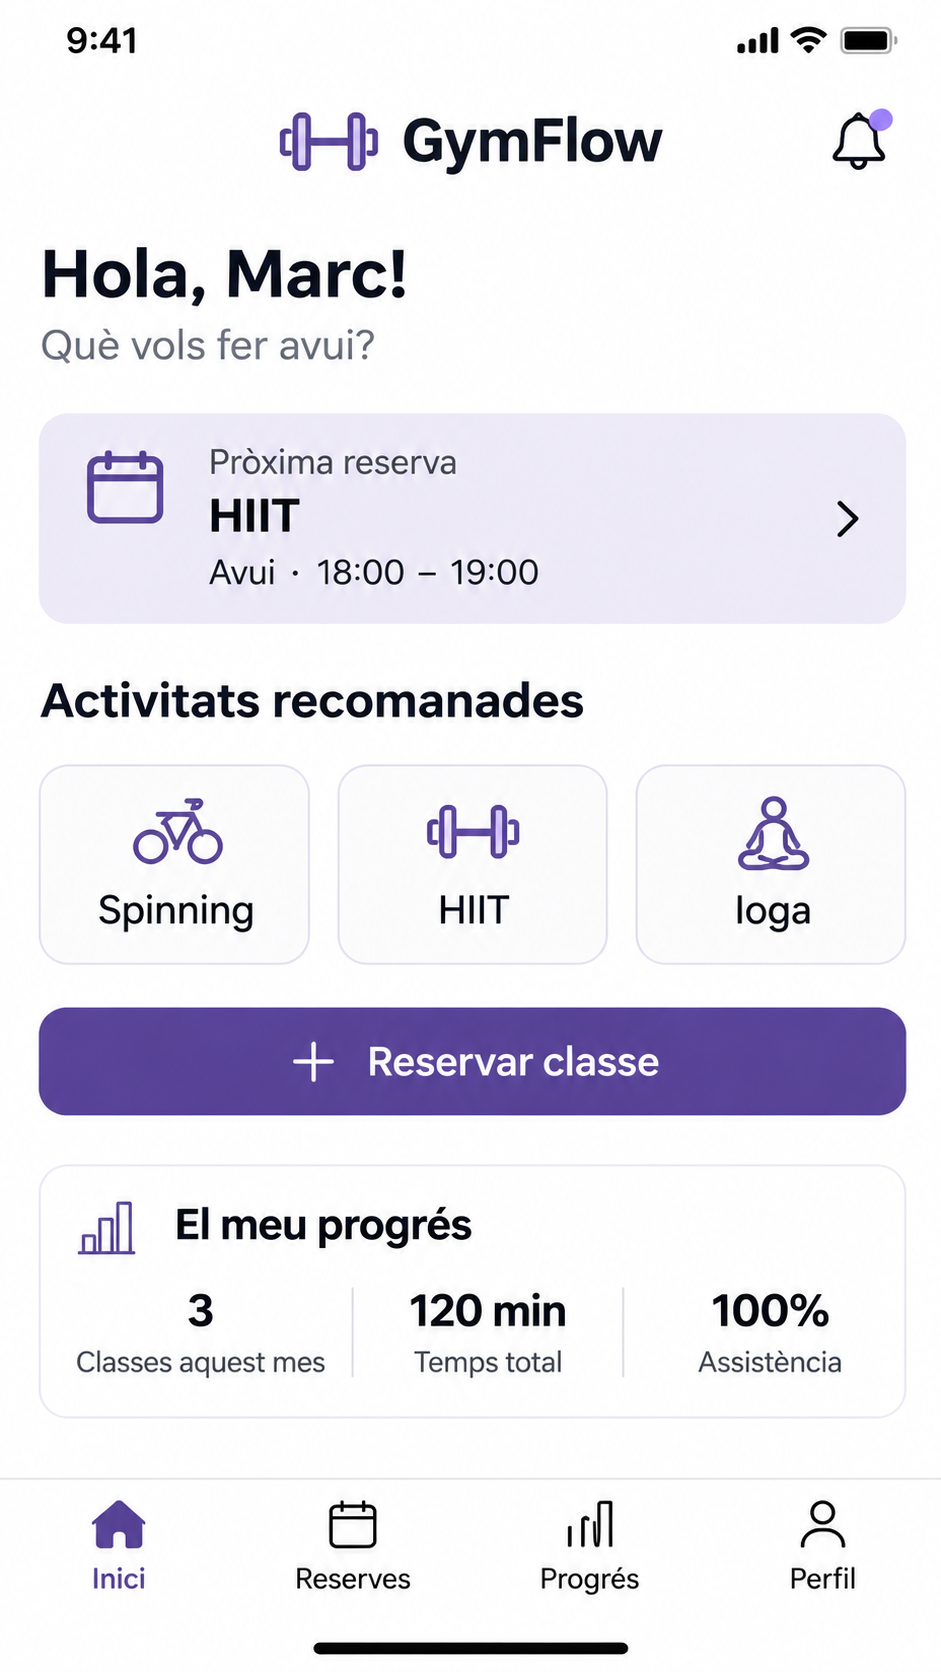 9:41
GymFlow
Hola, Marc!
Què vols fer avui?
Pròxima reserva
HIIT
Avui · 18:00 – 19:00
Activitats recomanades
Spinning
HIIT
Ioga
Reservar classe
El meu progrés
3
Classes aquest mes
120 min
Temps total
100%
Assistència
Inici
Reserves
Progrés
Perfil